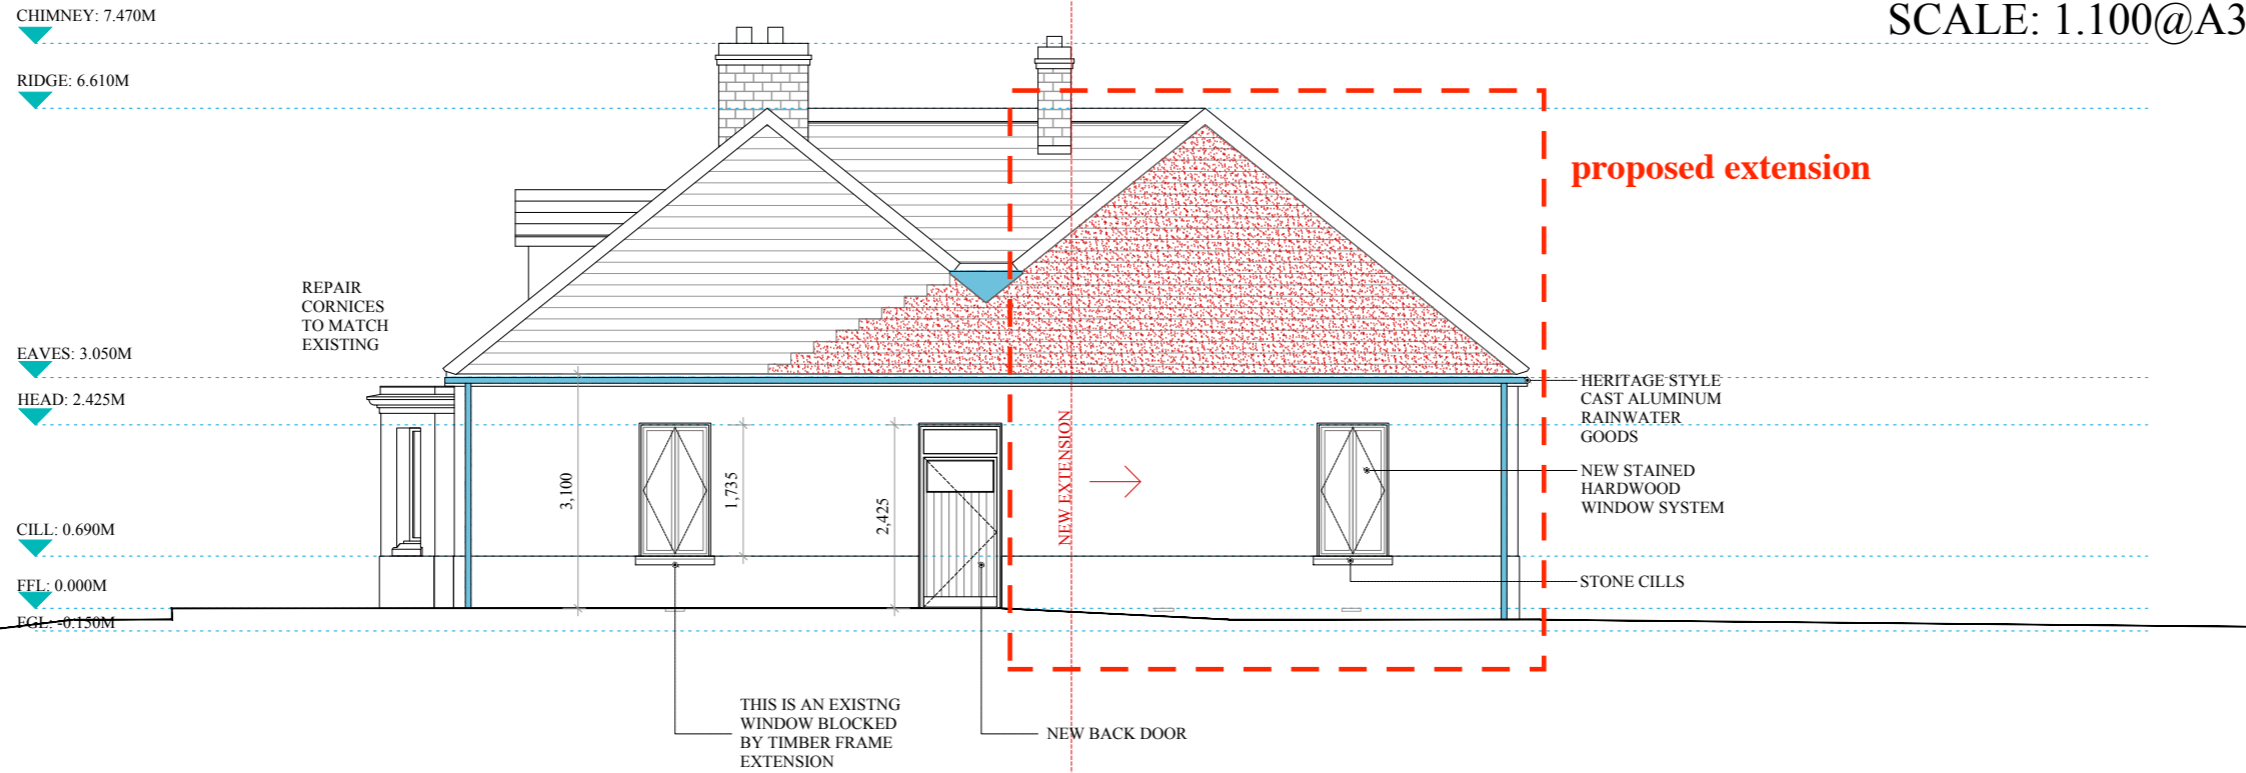 CHIMNEY: 7.470M
SCALE: 1.100@A3
RIDGE: 6.610M
proposed extension
REPAIR
CORNICES
TO MATCH
EXISTING
EAVES: 3.050M
HEAD: 2.425M
HERITAGE STYLE
CAST ALUMINUM
RAINWATER
GOODS
NEW STAINED
HARDWOOD
WINDOW SYSTEM
3,100
1,735
2,425
NEW EXTENSION
CILL: 0.690M
FFL: 0.000M
STONE CILLS
FGL: -0.150M
THIS IS AN EXISTNG
WINDOW BLOCKED
BY TIMBER FRAME
EXTENSION
NEW BACK DOOR